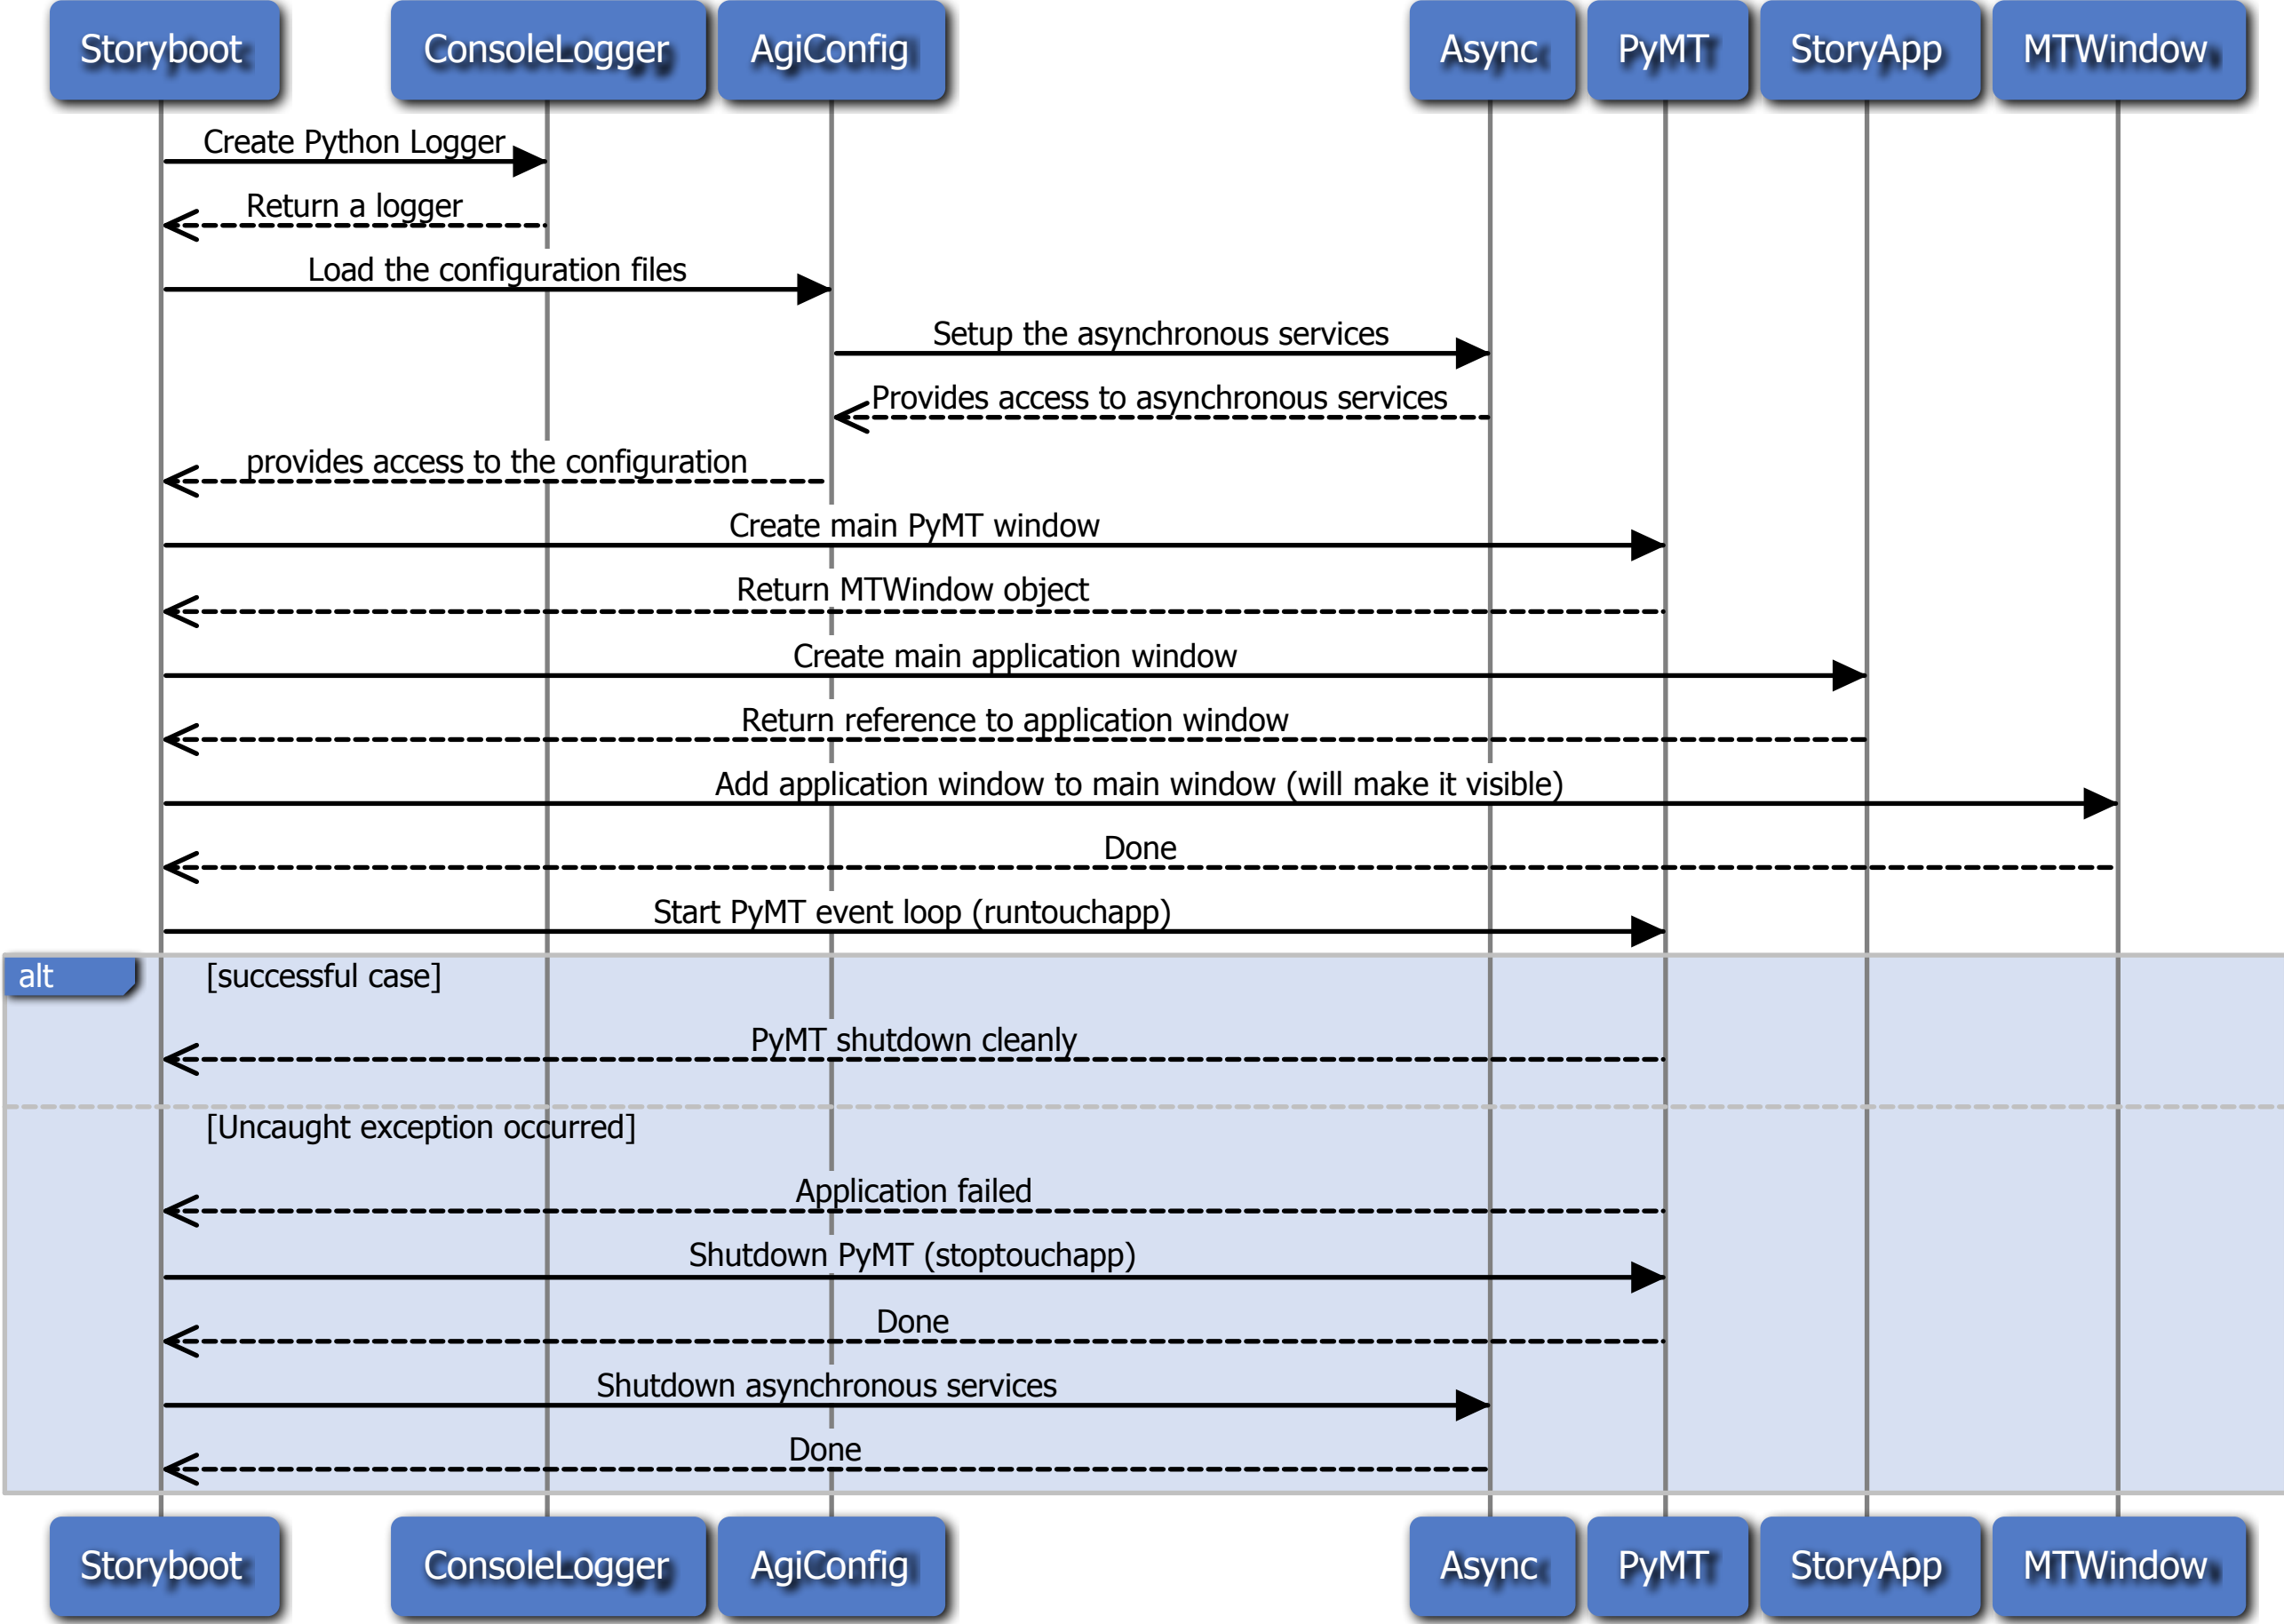 Storyboot ConsoleLogger AgiConfig Async PyMT StoryApp MTWindow
Create Python Logger
Return a logger
Load the configuration files
Setup the asynchronous services
Provides access to asynchronous services
provides access to the configuration
Create main PyMT window
Return MTWindow object
Create main application window
Return reference to application window
Add application window to main window (will make it visible)
Done
Start PyMT event loop (runtouchapp)
alt [successful case]
PyMT shutdown cleanly
[Uncaught exception occurred]
Application failed
Shutdown PyMT (stoptouchapp)
Done
Shutdown asynchronous services
Done
Storyboot ConsoleLogger AgiConfig Async PyMT StoryApp MTWindow